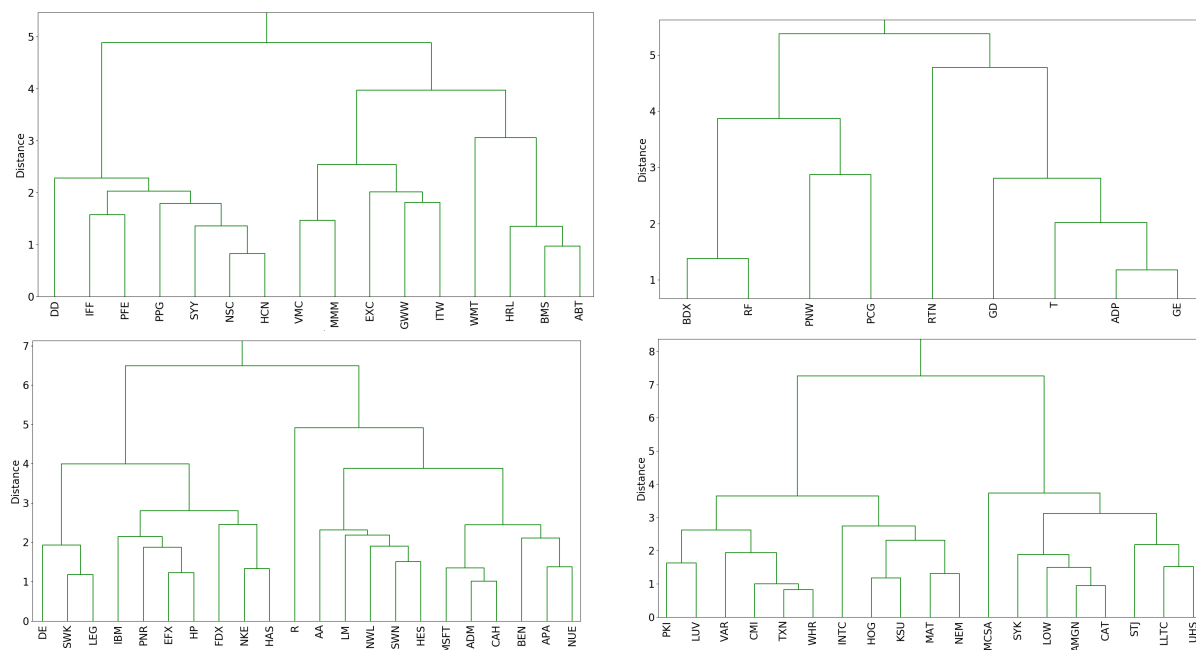 5
4
3
2
1
0
Distance
DD
IFF
PFE
PPG
SYY
NSC
HCN
VMC
MMM
EXC
GWW
ITW
WMT
HRL
BMS
ABT
5
4
3
2
1
Distance
BDX
RF
PNW
PCG
RTN
GD
T
ADP
GE
7
6
5
4
3
2
1
0
Distance
DE
SWK
LEG
IBM
PNR
EFX
HP
FDX
NKE
HAS
R
AA
LM
NWL
SWN
HES
MSFT
ADM
CAH
BEN
APA
NUE
8
7
6
5
4
3
2
1
0
Distance
PKI
LUV
VAR
CMI
TXN
WHR
INTC
HOG
KSU
MAT
NEM
MCSA
SYK
LOW
AMGN
CAT
STJ
LLTC
UHS